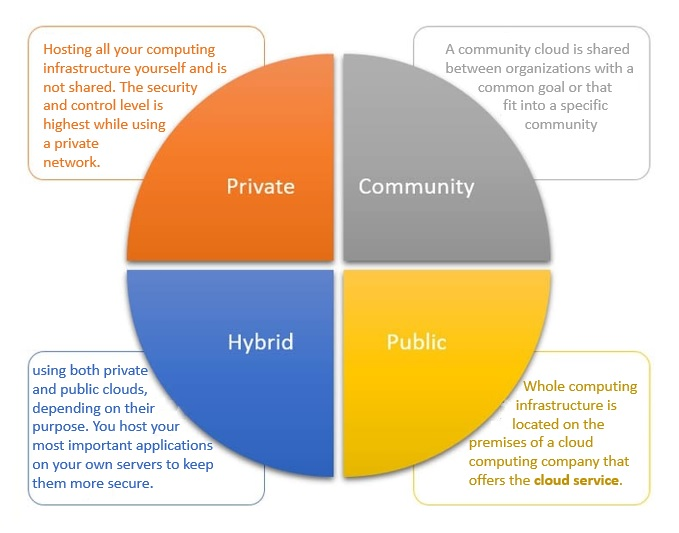 Hosting all your computing
infrastructure yourself and is
not shared. The security
and control level is
highest while using
a private
network.
A community cloud is shared
between organizations with a
common goal or that
fit into a specific
community
Private
Community
Hybrid
Public
using both private
and public clouds,
depending on their
purpose. You host your
most important applications
on your own servers to keep
them more secure.
Whole computing
infrastructure is
located on the
premises of a cloud
computing company that
offers the cloud service.